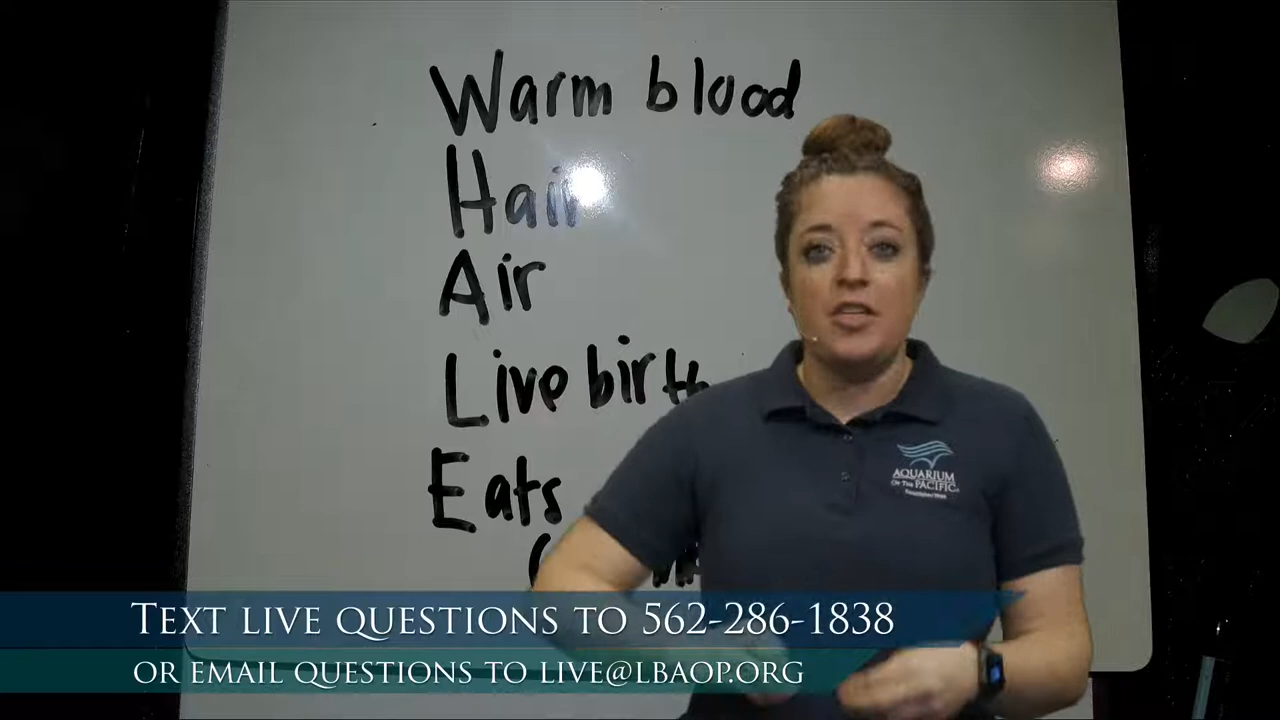 Warm blood
Hair
Air
Live birth
Eats
AQUARIUM
OF THE PACIFIC
TEXT LIVE QUESTIONS TO 562-286-1838
OR EMAIL QUESTIONS TO LIVE@LBAOP.ORG